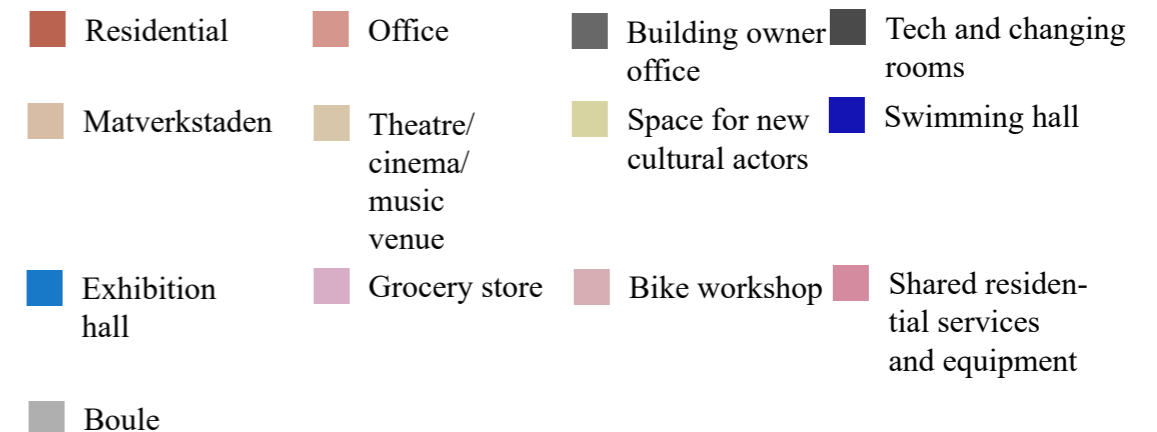 Residential
Office
Building owner
office
Tech and changing
rooms
Matverkstaden
Theatre/
cinema/
music
venue
Space for new
cultural actors
Swimming hall
Exhibition
hall
Grocery store
Bike workshop
Shared residen-
tial services
and equipment
Boule